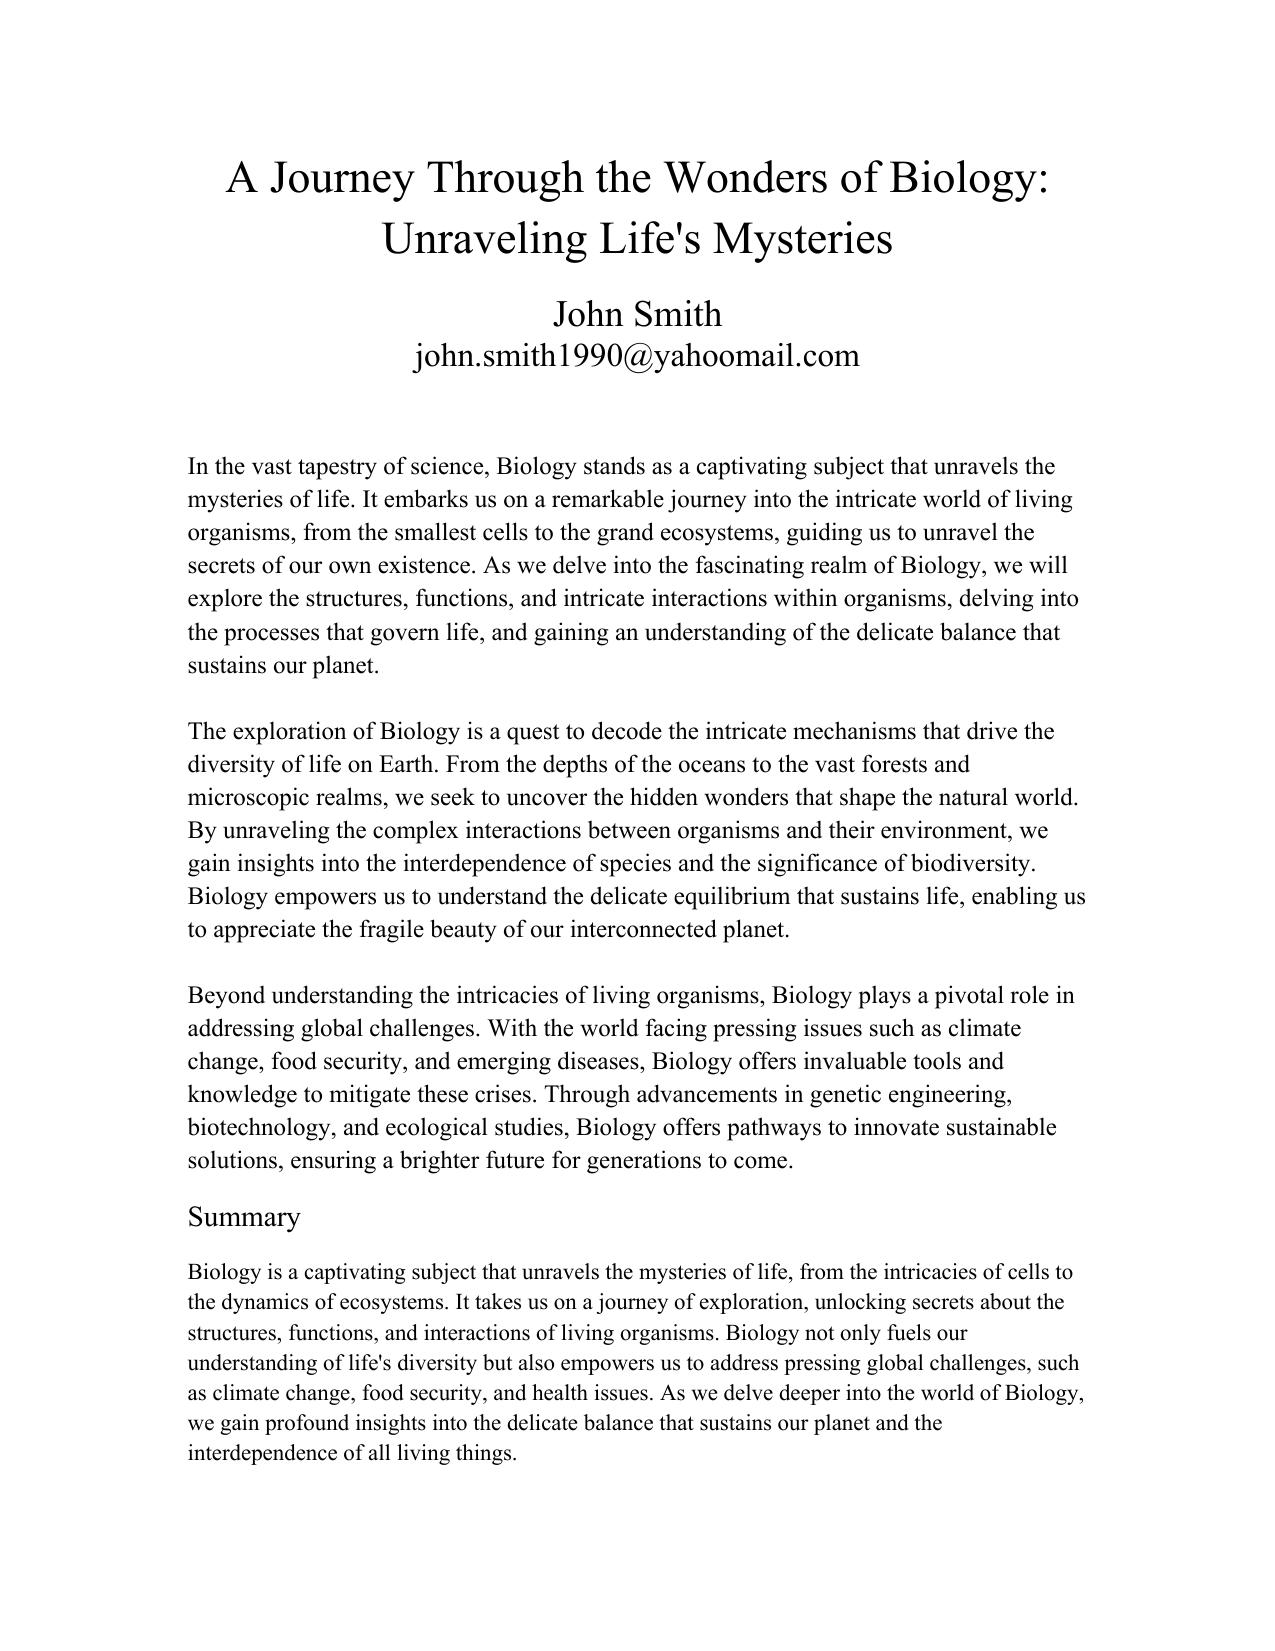 A Journey Through the Wonders of Biology:
Unraveling Life's Mysteries
John Smith
john.smith1990@yahoomail.com
In the vast tapestry of science, Biology stands as a captivating subject that unravels the
mysteries of life. It embarks us on a remarkable journey into the intricate world of living
organisms, from the smallest cells to the grand ecosystems, guiding us to unravel the
secrets of our own existence. As we delve into the fascinating realm of Biology, we will
explore the structures, functions, and intricate interactions within organisms, delving into
the processes that govern life, and gaining an understanding of the delicate balance that
sustains our planet.
The exploration of Biology is a quest to decode the intricate mechanisms that drive the
diversity of life on Earth. From the depths of the oceans to the vast forests and
microscopic realms, we seek to uncover the hidden wonders that shape the natural world.
By unraveling the complex interactions between organisms and their environment, we
gain insights into the interdependence of species and the significance of biodiversity.
Biology empowers us to understand the delicate equilibrium that sustains life, enabling us
to appreciate the fragile beauty of our interconnected planet.
Beyond understanding the intricacies of living organisms, Biology plays a pivotal role in
addressing global challenges. With the world facing pressing issues such as climate
change, food security, and emerging diseases, Biology offers invaluable tools and
knowledge to mitigate these crises. Through advancements in genetic engineering,
biotechnology, and ecological studies, Biology offers pathways to innovate sustainable
solutions, ensuring a brighter future for generations to come.
Summary
Biology is a captivating subject that unravels the mysteries of life, from the intricacies of cells to
the dynamics of ecosystems. It takes us on a journey of exploration, unlocking secrets about the
structures, functions, and interactions of living organisms. Biology not only fuels our
understanding of life's diversity but also empowers us to address pressing global challenges, such
as climate change, food security, and health issues. As we delve deeper into the world of Biology,
we gain profound insights into the delicate balance that sustains our planet and the
interdependence of all living things.